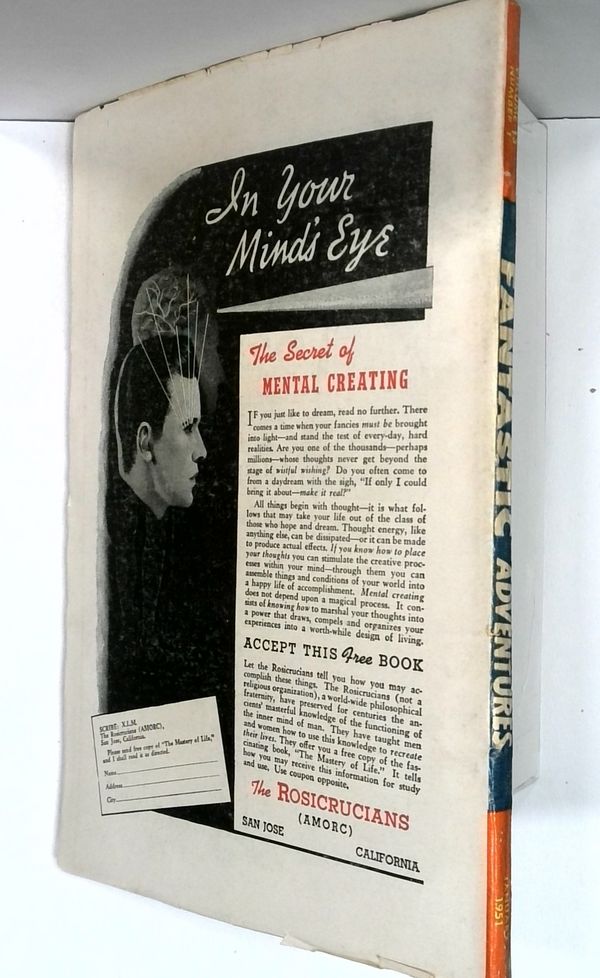 In Your
Mind's Eye
The Secret of
MENTAL CREATING
IF you just like to dream, read no further. There
comes a time when your fancies must be brought
into light—and stand the test of every-day, hard
realities. Are you one of the thousands—perhaps
millions—whose thoughts never get beyond the
stage of wistful wishing? Do you often come to
from a daydream with the sigh, "If only I could
bring it about—make it real?"
All things begin with thought—it is what fol-
lows that may take your life out of the class of
those who hope and dream. Thought energy, like
anything else, can be dissipated—or it can be made
to produce actual effects. If you know how to place
your thoughts you can stimulate the creative proc-
esses within your mind—through them you can
assemble things and conditions of your world into
a happy life of accomplishment. Mental creating
does not depend upon a magical process. It con-
sists of knowing how to marshal your thoughts into
a power that draws, compels and organizes your
experiences into a worth-while design of living.
ACCEPT THIS Free BOOK
Let the Rosicrucians tell you how you may ac-
complish these things. The Rosicrucians (not a
religious organization), a world-wide philosophical
fraternity, have preserved for centuries the an-
cients' masterful knowledge of the functioning of
the inner mind of man. They have taught men
and women how to use this knowledge to recreate
their lives. They offer you a free copy of the fas-
cinating book, "The Mastery of Life." It tells
how you may receive this information for study
and use. Use coupon opposite.
The ROSICRUCIANS
(AMORC)
SAN JOSE
CALIFORNIA
SCRIBE: X.L.M.
The Rosicrucians (AMORC),
San Jose, California.
Please send free copy of "The Mastery of Life,"
and I shall read it as directed.
Name
Address
City
VOLUME 13
NUMBER 1
FANTASTIC ADVENTURES
JANUARY
1951